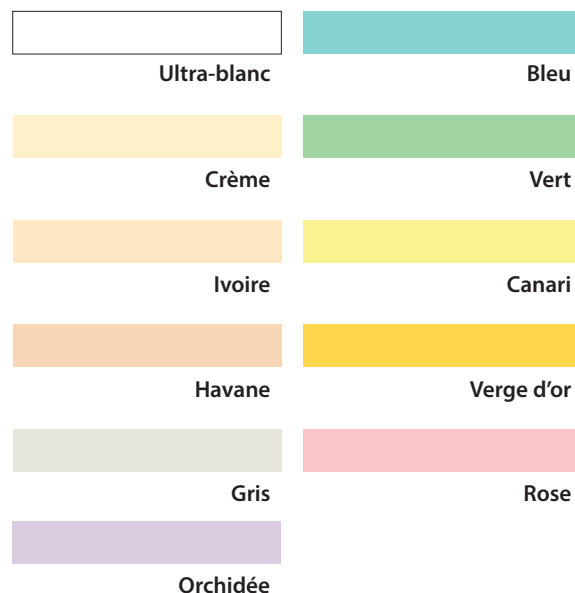 Ultra-blanc
Bleu
Crème
Vert
Ivoire
Canari
Havane
Verge d’or
Gris
Rose
Orchidée